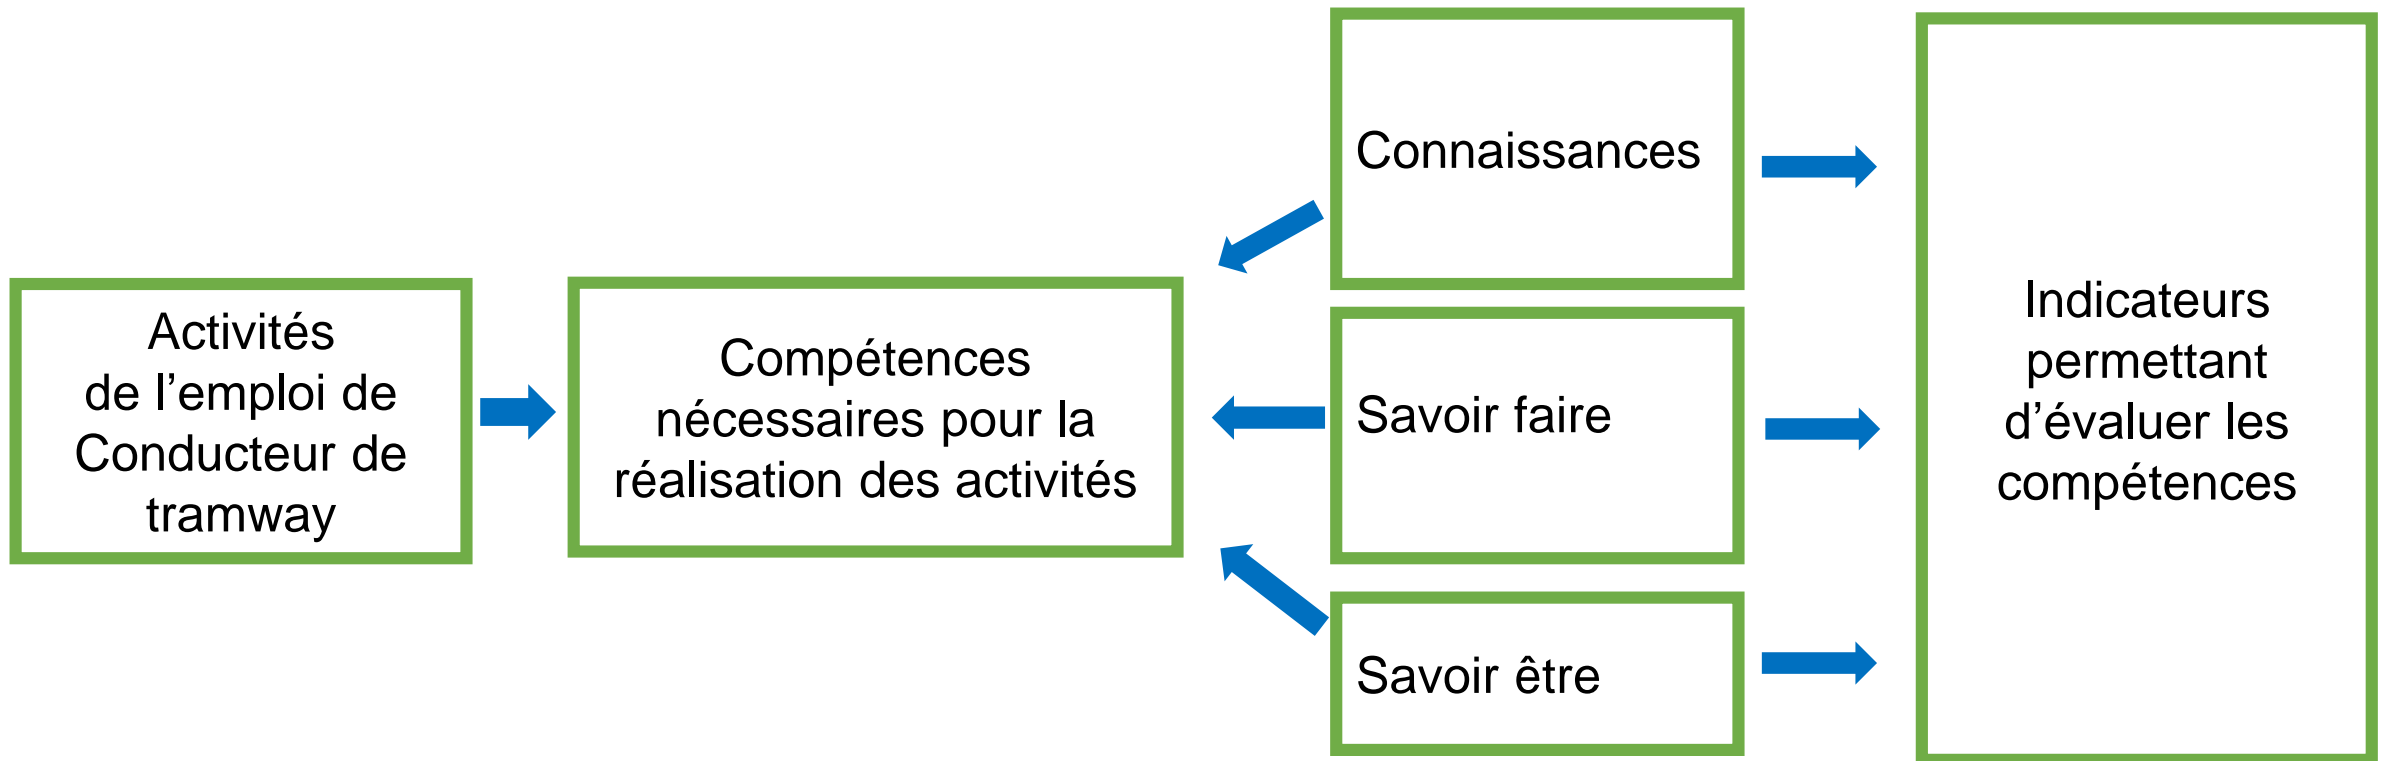 Activités
de l’emploi de
Conducteur de
tramway
Compétences
nécessaires pour la
réalisation des activités
Connaissances
Savoir faire
Savoir être
Indicateurs
permettant
d’évaluer les
compétences